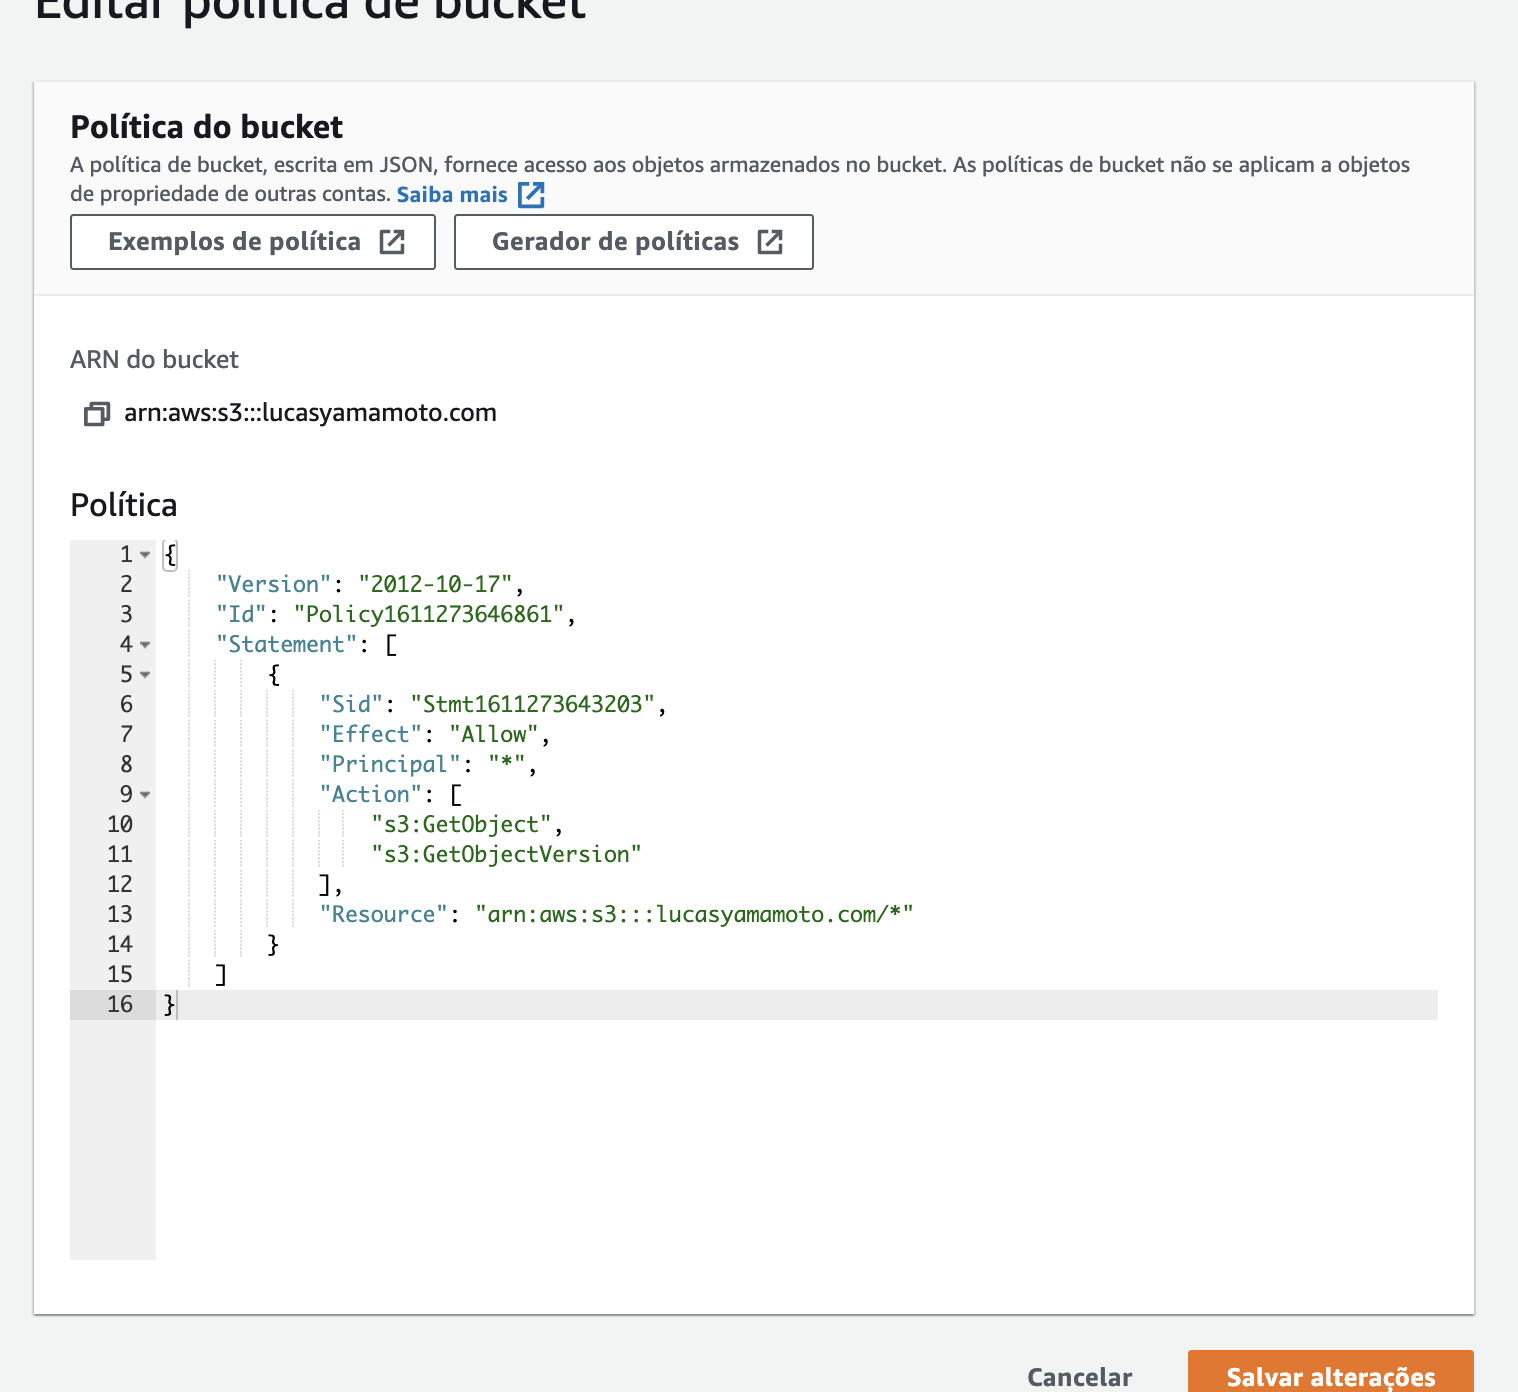 Editar política de bucket
Política do bucket
A política de bucket, escrita em JSON, fornece acesso aos objetos armazenados no bucket. As políticas de bucket não se aplicam a objetos
de propriedade de outras contas. Saiba mais
Exemplos de política
Gerador de políticas
ARN do bucket
arn:aws:s3:::lucasyamamoto.com
Política
1 {
2     "Version": "2012-10-17",
3     "Id": "Policy1611273646861",
4     "Statement": [
5         {
6             "Sid": "Stmt1611273643203",
7             "Effect": "Allow",
8             "Principal": "*",
9             "Action": [
10                 "s3:GetObject",
11                 "s3:GetObjectVersion"
12             ],
13             "Resource": "arn:aws:s3:::lucasyamamoto.com/*"
14         }
15     ]
16 }
Cancelar
Salvar alterações